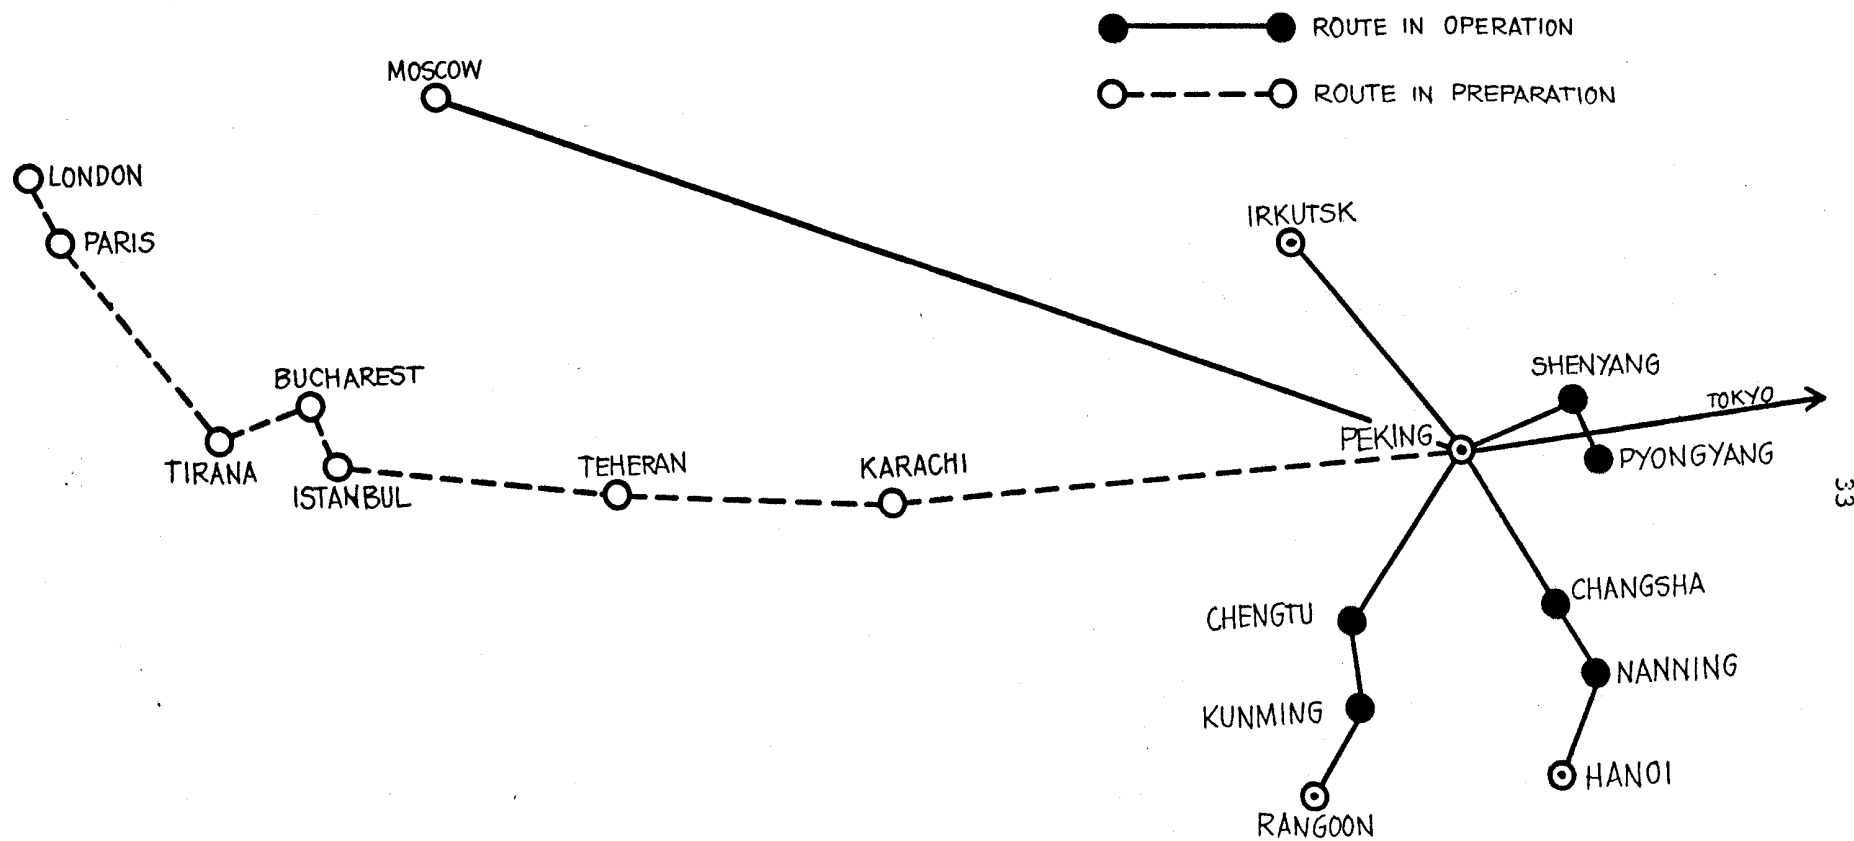 ROUTE IN OPERATION
ROUTE IN PREPARATION
MOSCOW
LONDON
PARIS
IRKUTSK
BUCHAREST
SHENYANG
TOKYO
PEKING
TIRANA
ISTANBUL
TEHERAN
KARACHI
PYONGYANG
33
CHENGTU
CHANGSHA
KUNMING
NANNING
HANOI
RANGOON